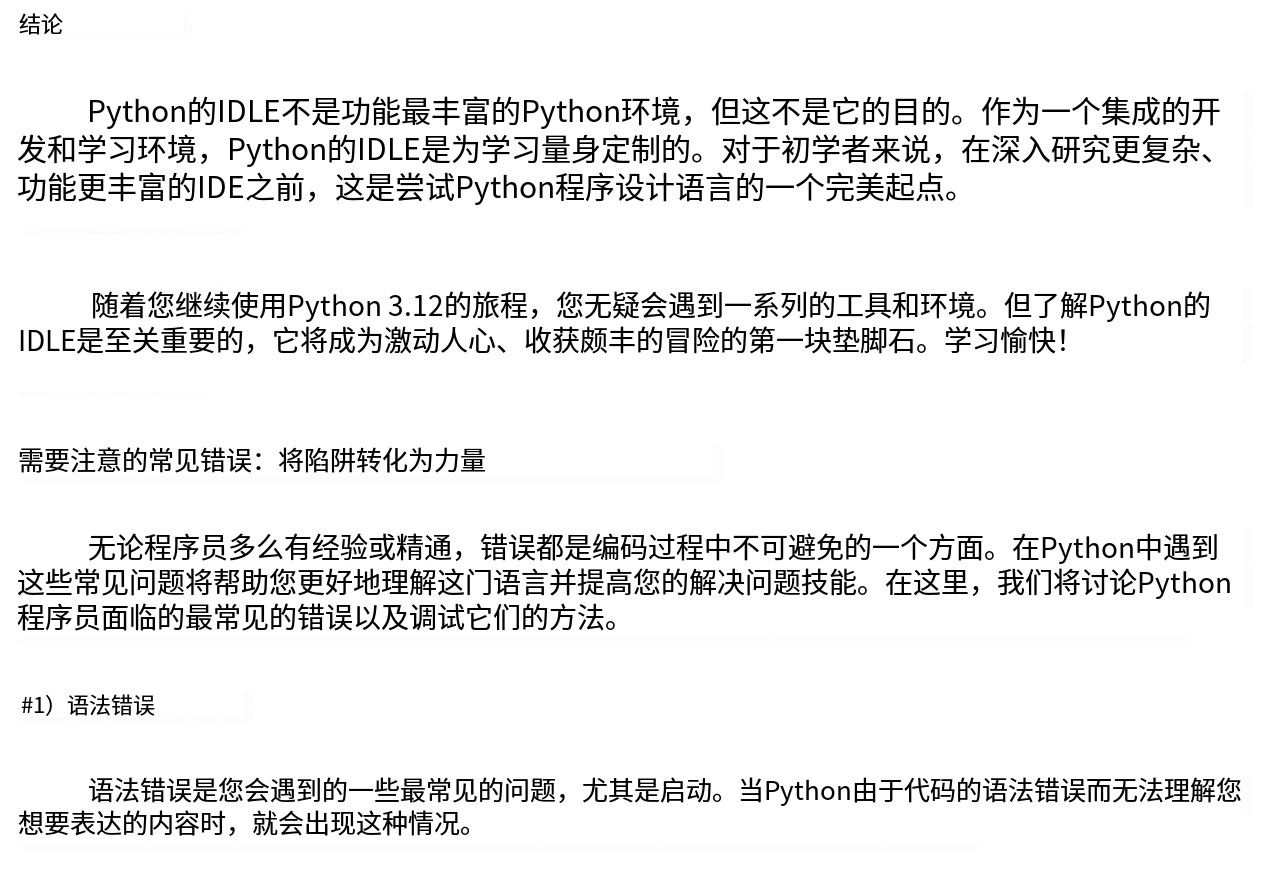 结论
Python的IDLE不是功能最丰富的Python环境，但这不是它的目的。作为一个集成的开
发和学习环境，Python的IDLE是为学习量身定制的。对于初学者来说，在深入研究更复杂、
功能更丰富的IDE之前，这是尝试Python程序设计语言的一个完美起点。
随着您继续使用Python 3.12的旅程，您无疑会遇到一系列的工具和环境。但了解Python的
IDLE是至关重要的，它将成为激动人心、收获颇丰的冒险的第一块垫脚石。学习愉快！
需要注意的常见错误：将陷阱转化为力量
无论程序员多么有经验或精通，错误都是编码过程中不可避免的一个方面。在Python中遇到
这些常见问题将帮助您更好地理解这门语言并提高您的解决问题技能。在这里，我们将讨论Python
程序员面临的最常见的错误以及调试它们的方法。
#1）语法错误
语法错误是您会遇到的一些最常见的问题，尤其是启动。当Python由于代码的语法错误而无法理解您
想要表达的内容时，就会出现这种情况。